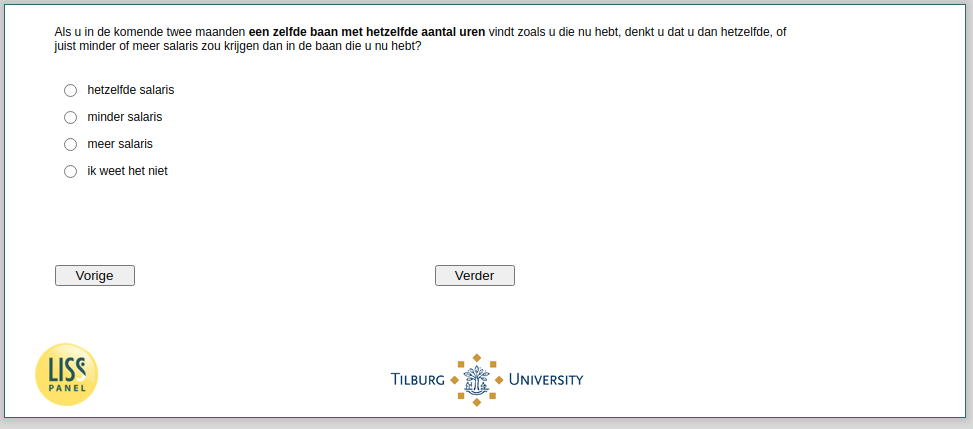 Als u in de komende twee maanden een zelfde baan met hetzelfde aantal uren vindt zoals u die nu hebt, denkt u dat u dan hetzelfde, of
juist minder of meer salaris zou krijgen dan in de baan die u nu hebt?
hetzelfde salaris
minder salaris
meer salaris
ik weet het niet
Vorige
Verder
LISS
PANEL
TILBURG UNIVERSITY